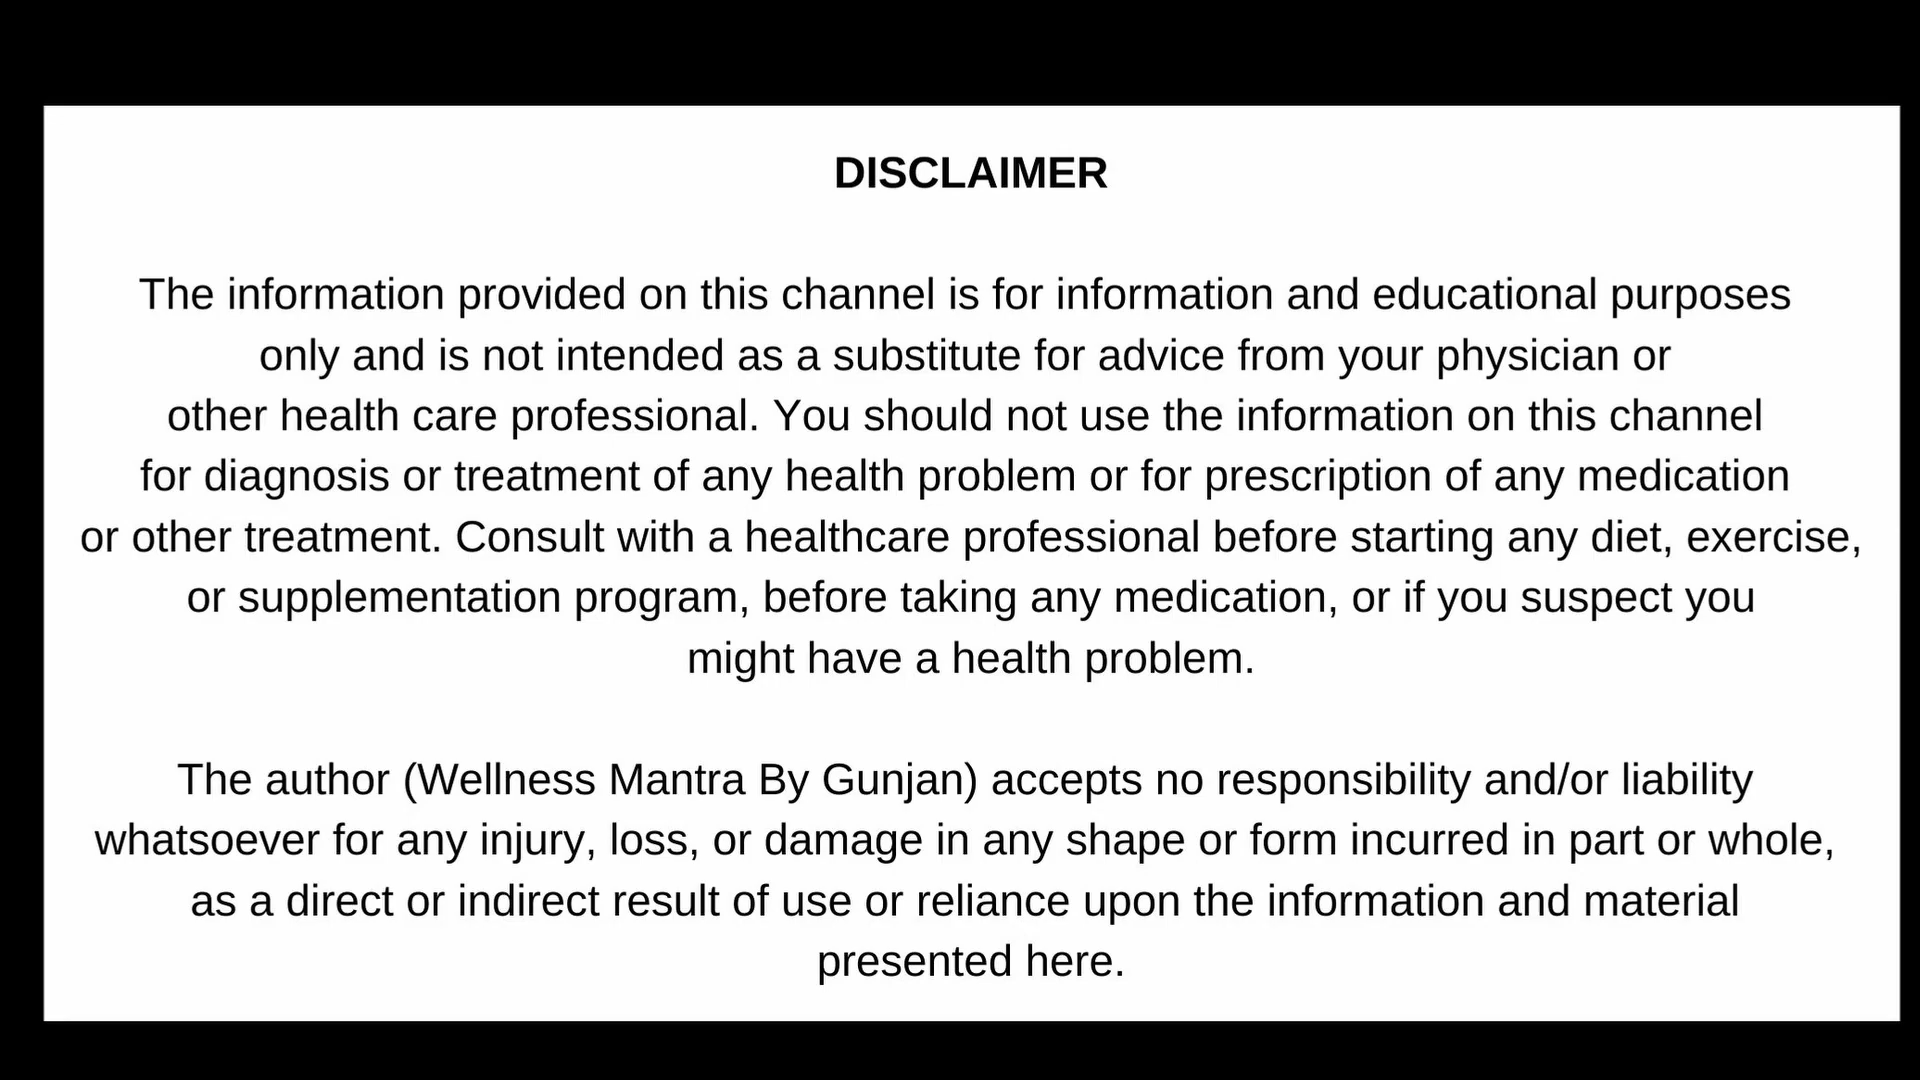 DISCLAIMER
The information provided on this channel is for information and educational purposes
only and is not intended as a substitute for advice from your physician or
other health care professional. You should not use the information on this channel
for diagnosis or treatment of any health problem or for prescription of any medication
or other treatment. Consult with a healthcare professional before starting any diet, exercise,
or supplementation program, before taking any medication, or if you suspect you
might have a health problem.
The author (Wellness Mantra By Gunjan) accepts no responsibility and/or liability
whatsoever for any injury, loss, or damage in any shape or form incurred in part or whole,
as a direct or indirect result of use or reliance upon the information and material
presented here.